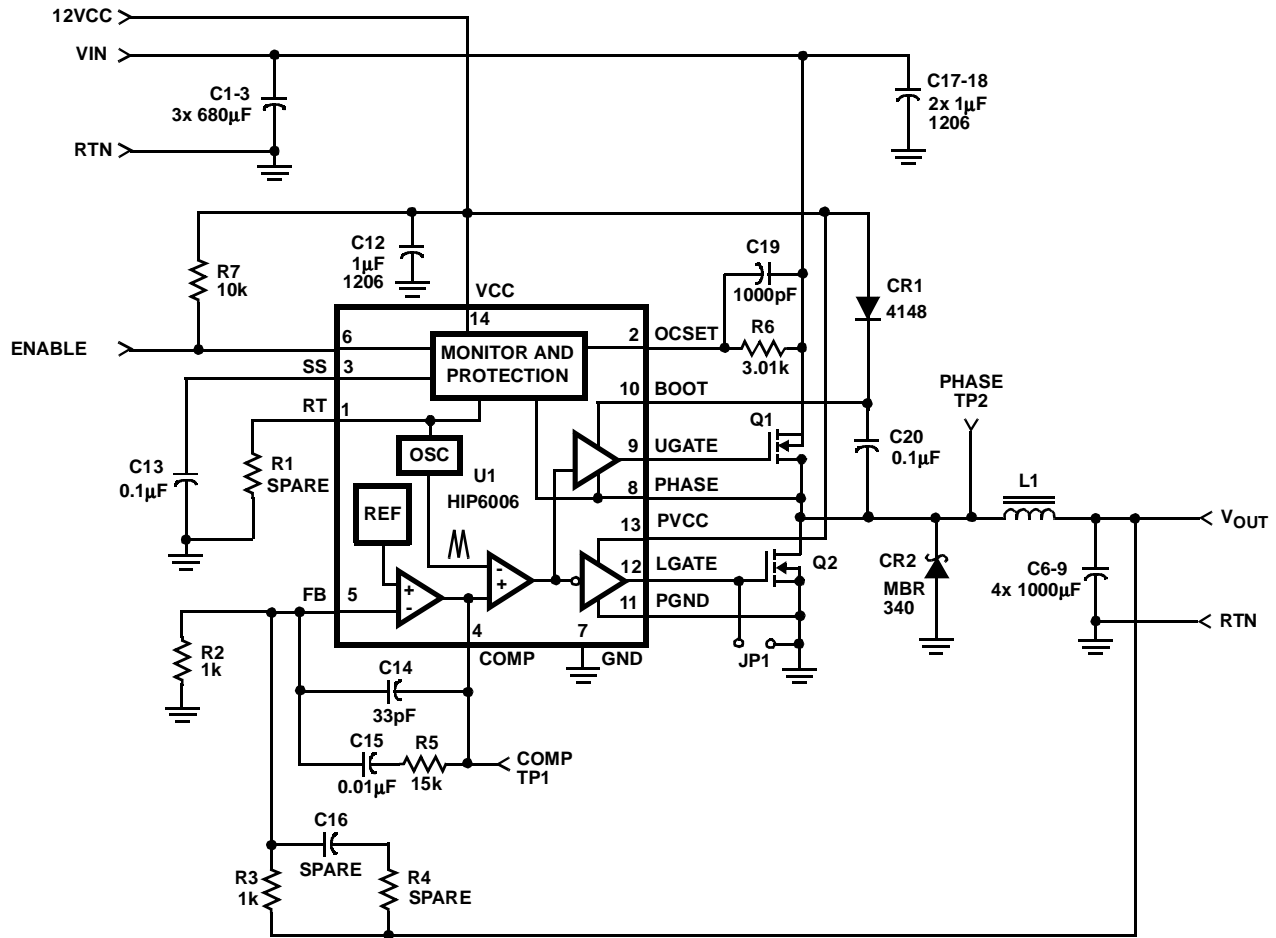 12VCC
VIN
C1-3
3x 680μF
RTN
C17-18
2x 1μF
1206
C12
1μF
1206
R7
10k
VCC
14
C19
1000pF
CR1
4148
ENABLE
6
MONITOR AND
PROTECTION
2
OCSET
R6
3.01k
SS
3
PHASE
TP2
RT
1
10
BOOT
Q1
C20
0.1μF
C13
0.1μF
R1
SPARE
OSC
U1
HIP6006
9
UGATE
8
PHASE
L1
REF
13
PVCC
VOUT
+
-
-
+
12
LGATE
Q2
CR2
MBR
340
C6-9
4x 1000μF
FB
5
11
PGND
RTN
R2
1k
4
COMP
7
GND
JP1
C14
33pF
C15
0.01μF
R5
15k
COMP
TP1
C16
SPARE
R3
1k
R4
SPARE